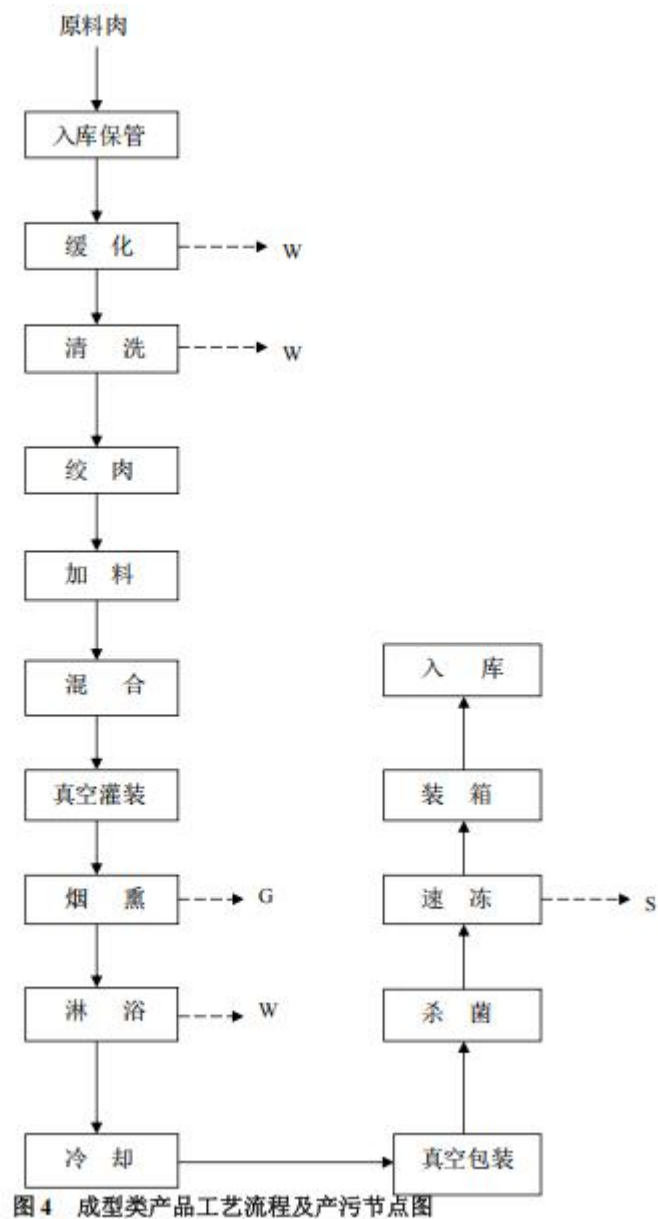 原料肉
入库保管
缓 化
W
清 洗
W
绞 肉
加 料
混 合
真空灌装
烟 熏
G
淋 浴
W
冷 却
真空包装
杀 菌
速 冻
S
装 箱
入 库
图 4 成型类产品工艺流程及产污节点图